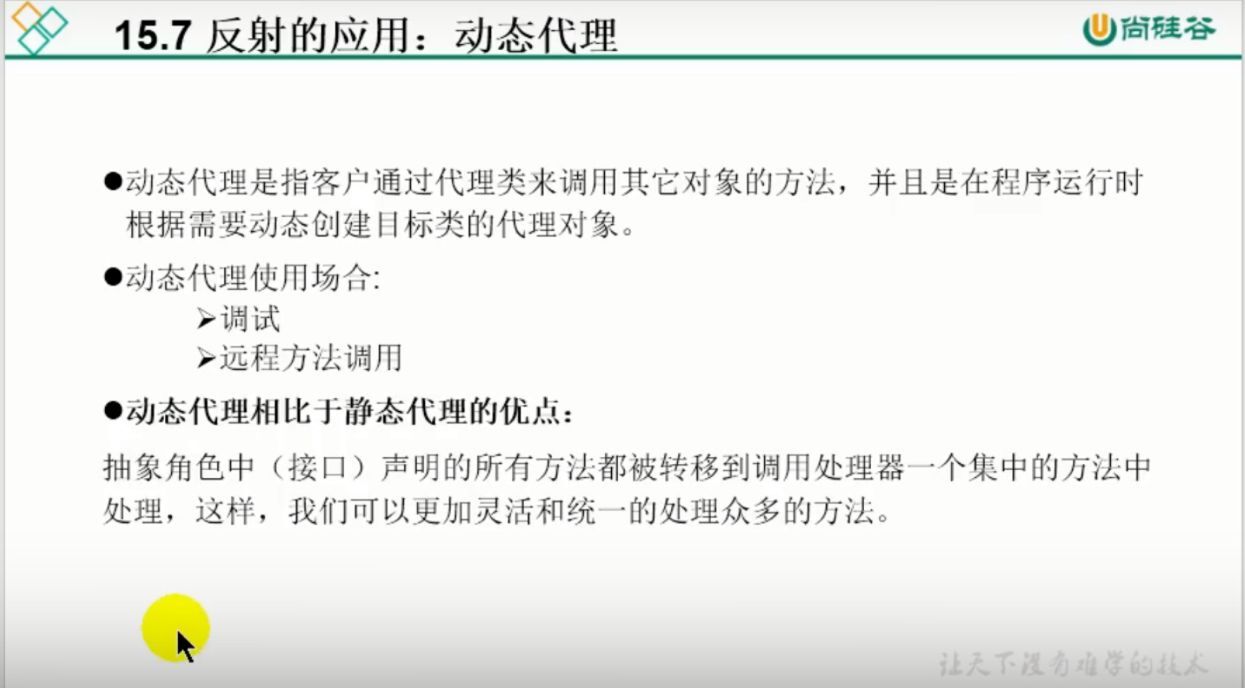 15.7 反射的应用：动态代理
尚硅谷
●动态代理是指客户通过代理类来调用其它对象的方法，并且是在程序运行时
根据需要动态创建目标类的代理对象。
●动态代理使用场合:
➢调试
➢远程方法调用
●动态代理相比于静态代理的优点：
抽象角色中（接口）声明的所有方法都被转移到调用处理器一个集中的方法中
处理，这样，我们可以更加灵活和统一的处理众多的方法。
让天下没有难学的技术